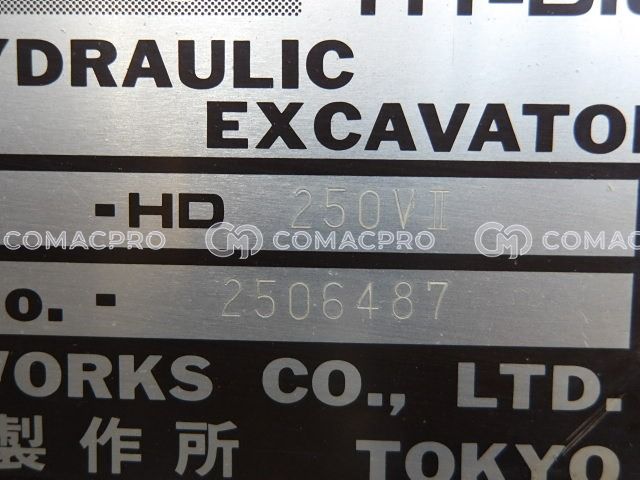 YDRAULIC
EXCAVATO
-HD 250VII
COMACPRO COMACPRO COMACPRO
o. - 2506487
WORKS CO., LTD.
製作所 TOKYO